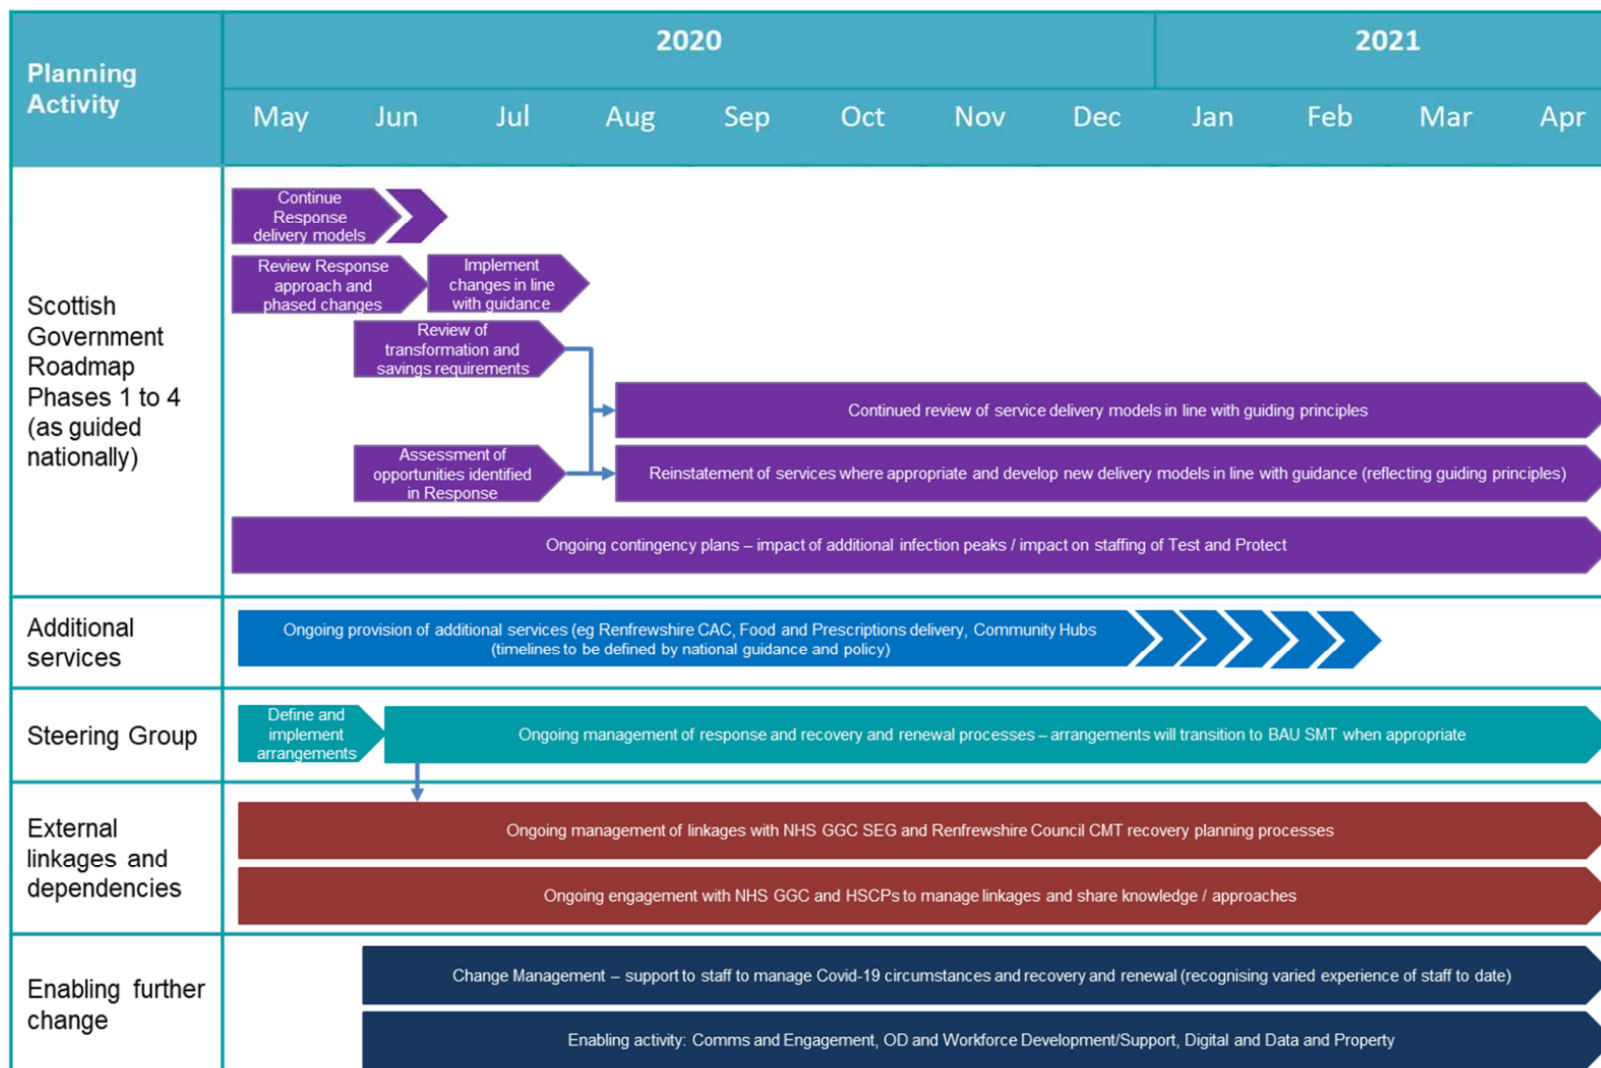 Planning
Activity
2020
2021
May Jun Jul Aug Sep Oct Nov Dec Jan Feb Mar Apr
Scottish
Government
Roadmap
Phases 1 to 4
(as guided
nationally)
Continue
Response
delivery models
Review Response
approach and
phased changes
Implement
changes in line
with guidance
Review of
transformation and
savings requirements
Continued review of service delivery models in line with guiding principles
Assessment of
opportunities identified
in Response
Reinstatement of services where appropriate and develop new delivery models in line with guidance (reflecting guiding principles)
Ongoing contingency plans – impact of additional infection peaks / impact on staffing of Test and Protect
Additional
services
Ongoing provision of additional services (eg Renfrewshire CAC, Food and Prescriptions delivery, Community Hubs
(timelines to be defined by national guidance and policy)
Steering Group
Define and
implement
arrangements
Ongoing management of response and recovery and renewal processes – arrangements will transition to BAU SMT when appropriate
External
linkages and
dependencies
Ongoing management of linkages with NHS GGC SEG and Renfrewshire Council CMT recovery planning processes
Ongoing engagement with NHS GGC and HSCPs to manage linkages and share knowledge / approaches
Enabling further
change
Change Management – support to staff to manage Covid-19 circumstances and recovery and renewal (recognising varied experience of staff to date)
Enabling activity: Comms and Engagement, OD and Workforce Development/Support, Digital and Data and Property